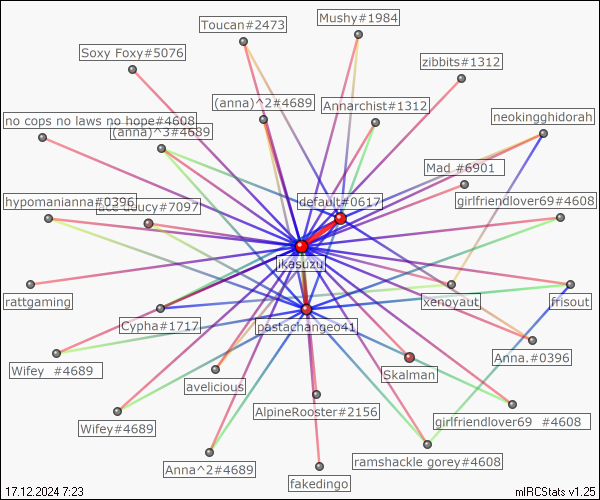 Mushy#1984
Toucan#2473
Soxy Foxy#5076
zibbits#1312
(anna)^2#4689
Annarchist#1312
neokingghidorah
no cops no laws no hope#4608
(anna)^3#4689
Mad #6901
default#0617
girlfriendlover69#4608
hypomanianna#0396
#7097
ikasuzu
rattgaming
xenoyaut
frisout
Cypha#1717
pastachangeo41
Anna.#0396
Wifey #4689
Skalman
avelicious
AlpineRooster#2156
girlfriendlover69 #4608
Wifey#4689
Anna^2#4689
ramshackle gorey#4608
fakedingo
17.12.2024 7:23
mIRCStats v1.25